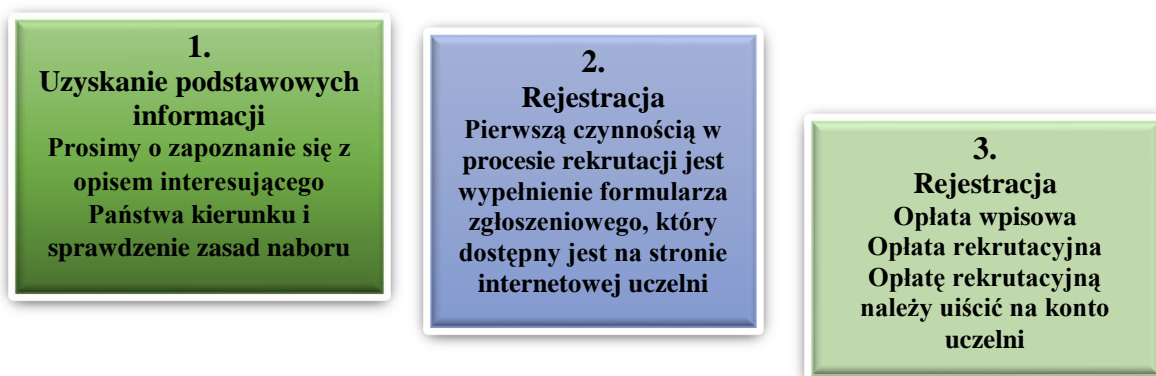 1.
Uzyskanie podstawowych
informacji
Prosimy o zapoznanie się z
opisem interesującego
Państwa kierunku i
sprawdzenie zasad naboru
2.
Rejestracja
Pierwszą czynnością w
procesie rekrutacji jest
wypełnienie formularza
zgłoszeniowego, który
dostępny jest na stronie
internetowej uczelni
3.
Rejestracja
Opłata wpisowa
Opłata rekrutacyjna
Opłatę rekrutacyjną
należy uiścić na konto
uczelni